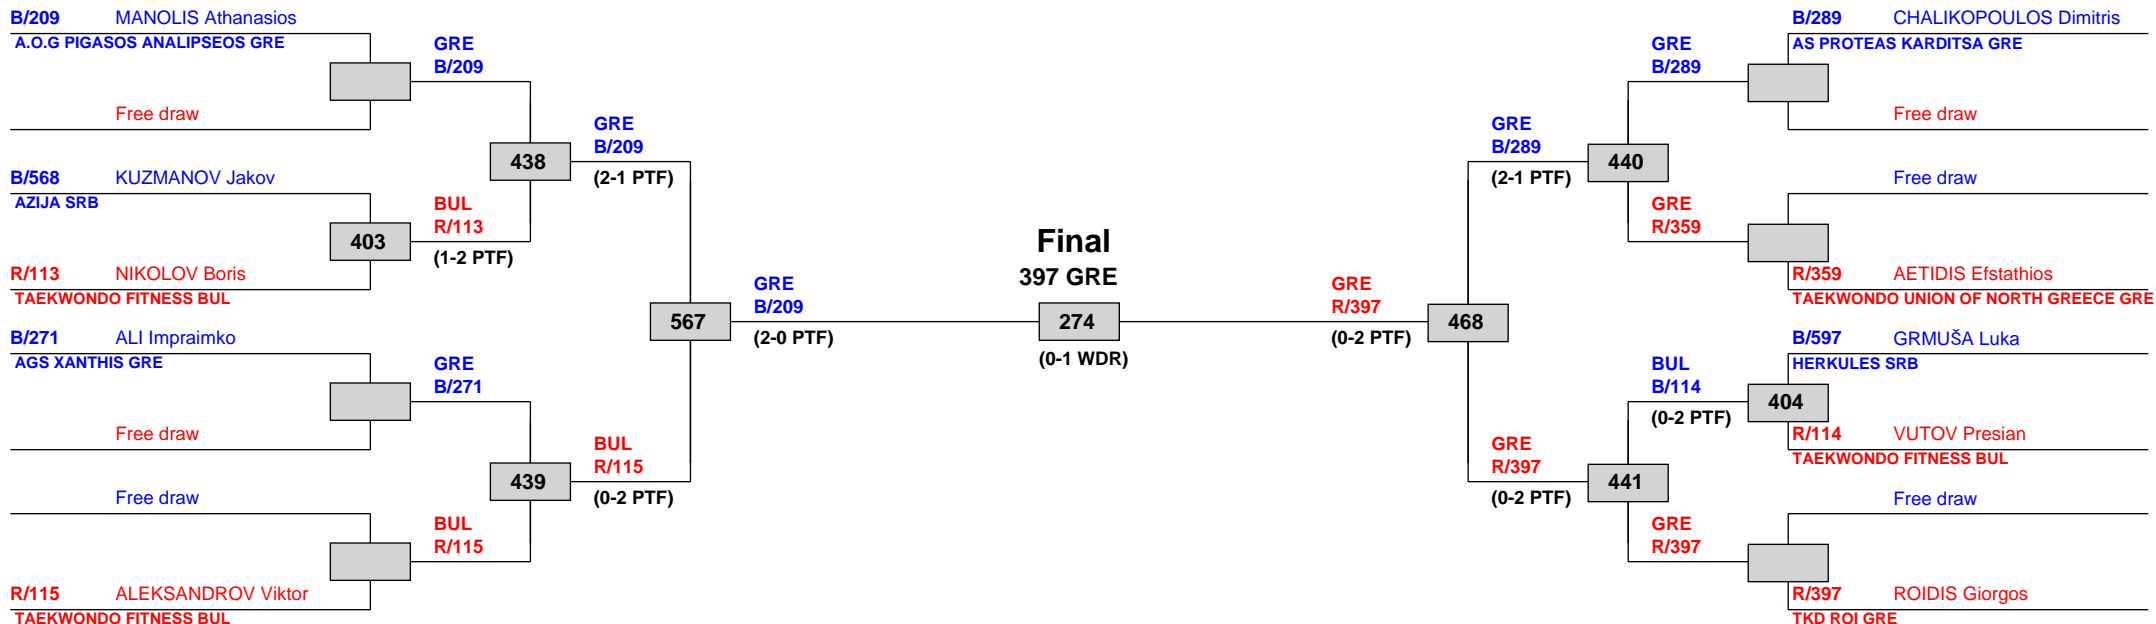 B/209 MANOLIS Athanasios
A.O.G PIGASOS ANALIPSEOS GRE
Free draw
B/568 KUZMANOV Jakov
AZIJA SRB
403
R/113 NIKOLOV Boris
TAEKWONDO FITNESS BUL
B/271 ALI Impraimko
AGS XANTHIS GRE
Free draw
Free draw
R/115 ALEKSANDROV Viktor
TAEKWONDO FITNESS BUL
GRE
B/209
438
BUL
R/113
(1-2 PTF)
GRE
B/271
439
BUL
R/115
GRE
B/209
(2-1 PTF)
567
BUL
R/115
(0-2 PTF)
GRE
B/209
(2-0 PTF)
Final
397 GRE
274
(0-1 WDR)
GRE
R/397
(0-2 PTF)
468
GRE
B/289
(2-1 PTF)
440
GRE
R/397
(0-2 PTF)
441
GRE
B/289
GRE
R/359
BUL
B/114
(0-2 PTF)
GRE
R/397
B/289 CHALIKOPOULOS Dimitris
AS PROTEAS KARDITSA GRE
Free draw
Free draw
R/359 AETIDIS Efstathios
TAEKWONDO UNION OF NORTH GREECE GRE
B/597 GRMUŠA Luka
HERKULES SRB
404
R/114 VUTOV Presian
TAEKWONDO FITNESS BUL
Free draw
R/397 ROIDIS Giorgos
TKD ROI GRE